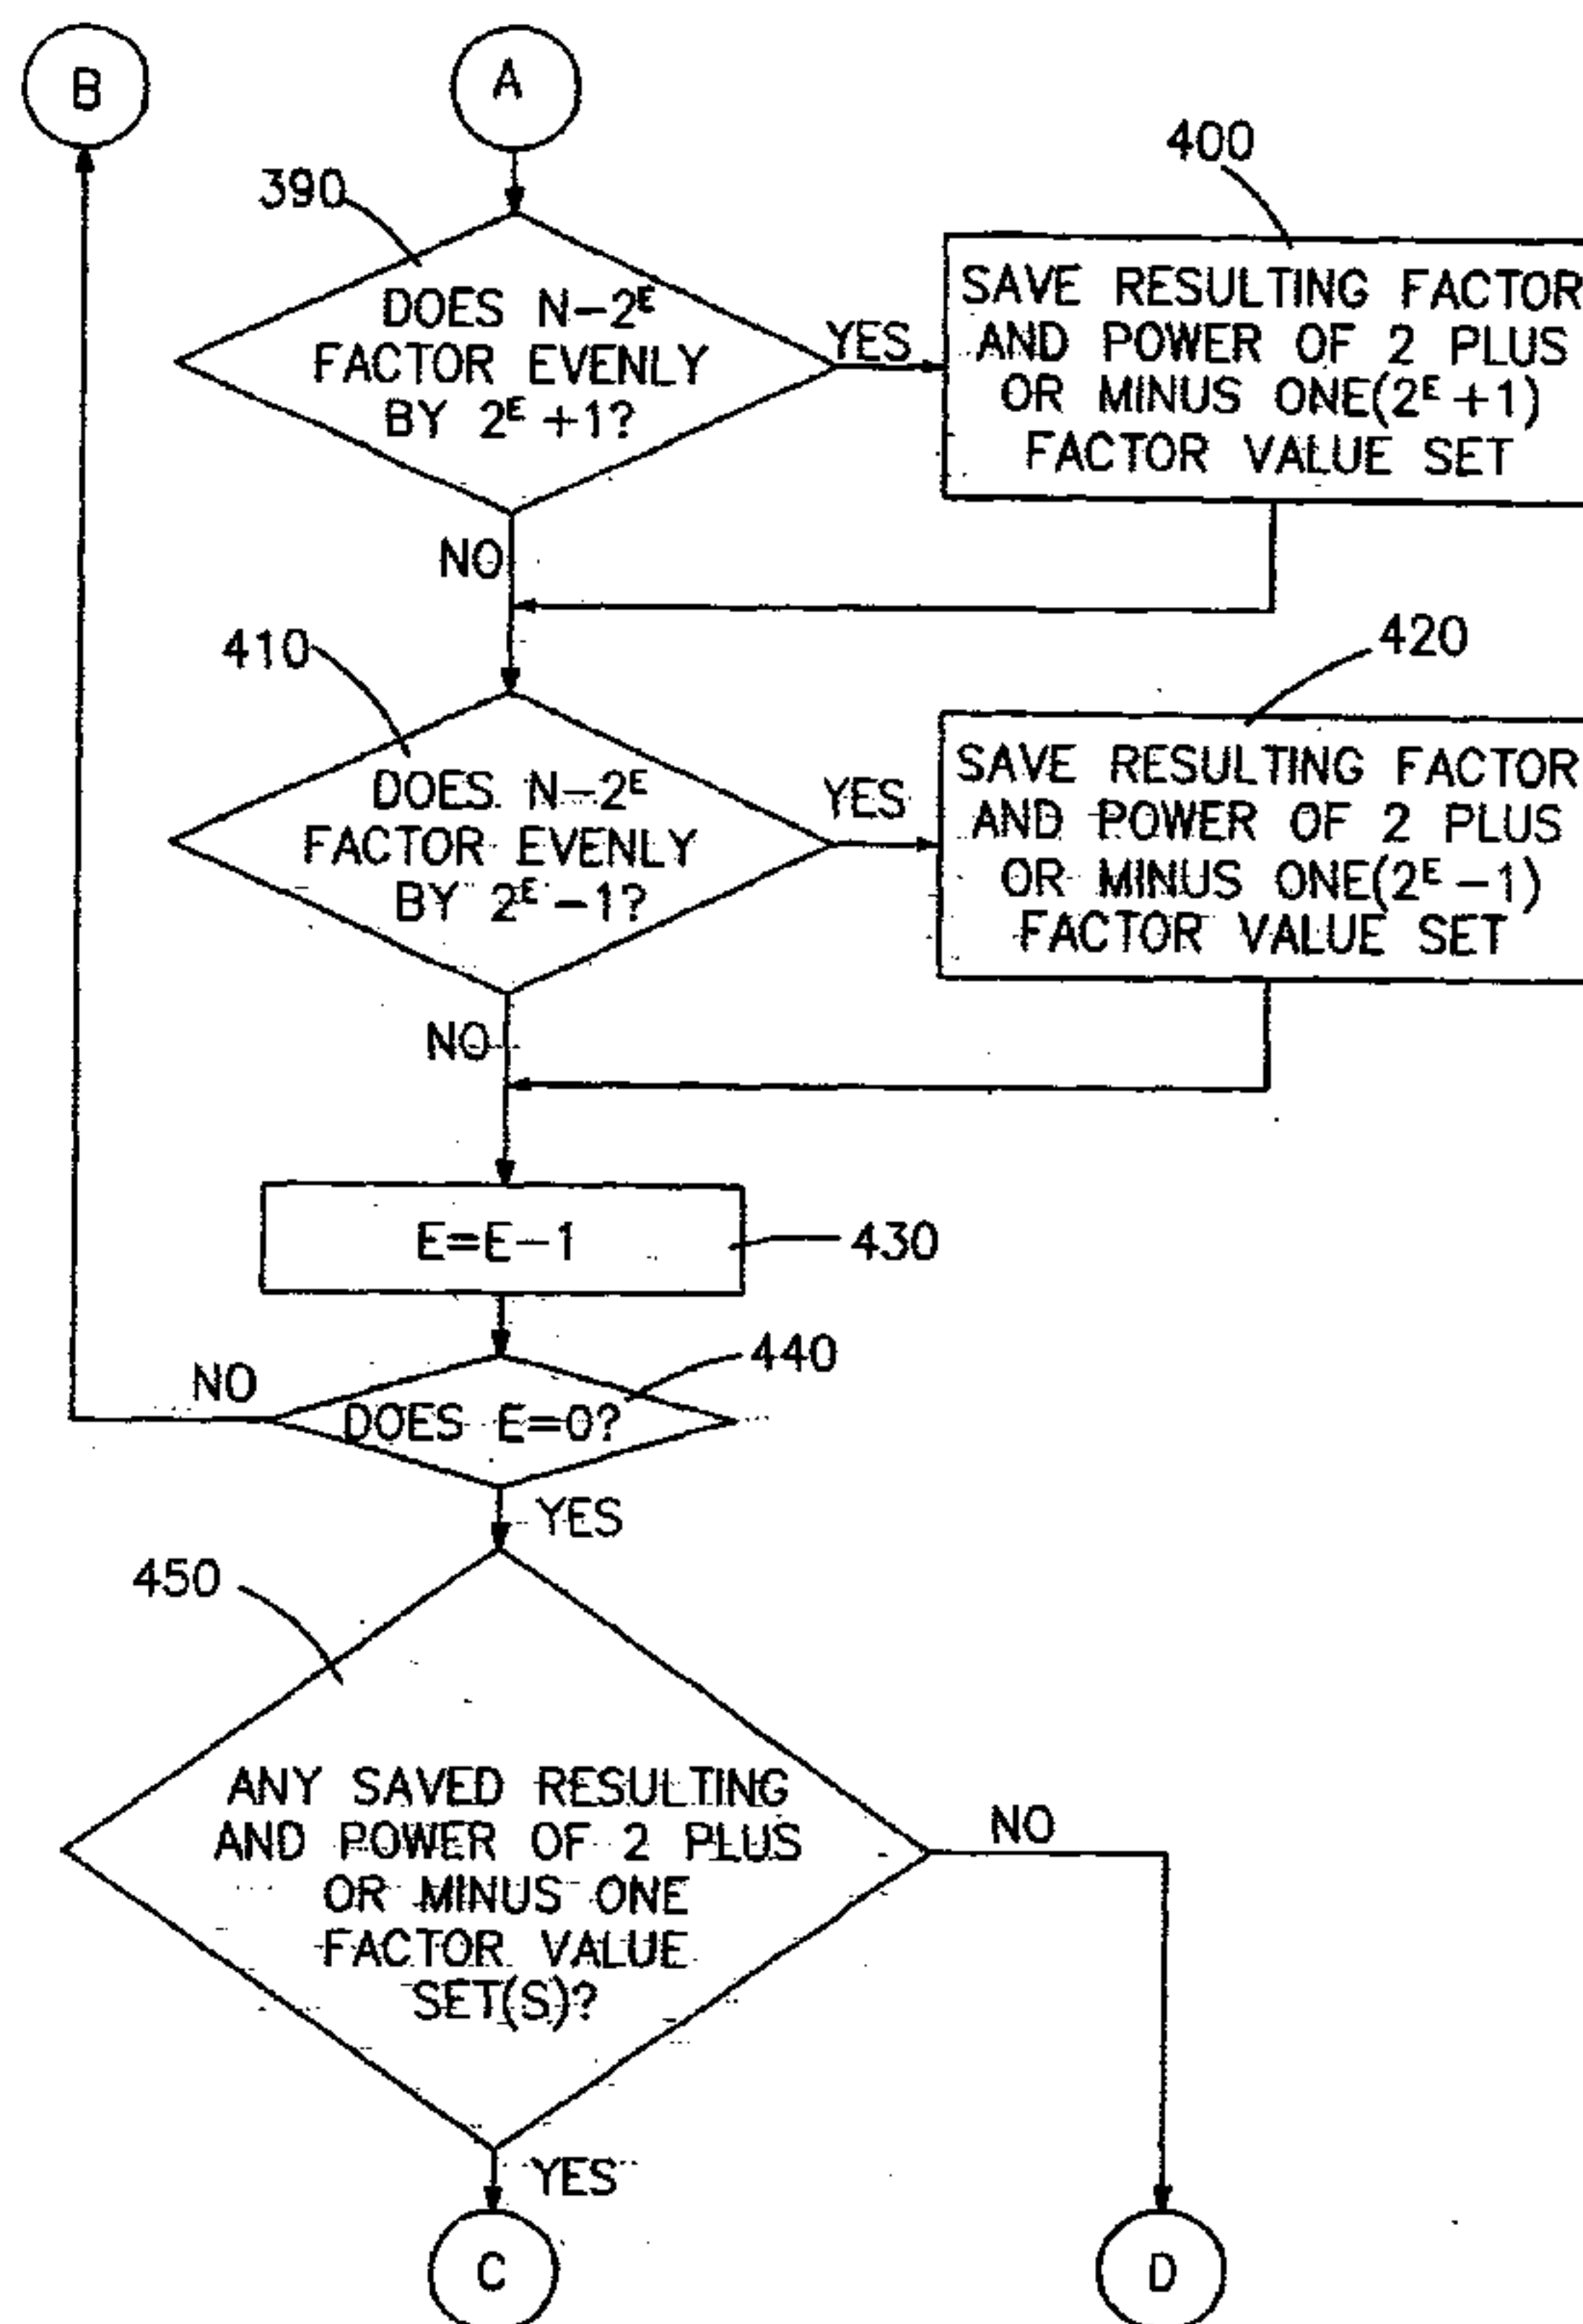 B
A
390
400
DOES N-2ᴱ
FACTOR EVENLY
BY 2ᴱ+1?
YES
SAVE RESULTING FACTOR
AND POWER OF 2 PLUS
OR MINUS ONE(2ᴱ+1)
FACTOR VALUE SET
NO
410
420
DOES N-2ᴱ
FACTOR EVENLY
BY 2ᴱ-1?
YES
SAVE RESULTING FACTOR
AND POWER OF 2 PLUS
OR MINUS ONE(2ᴱ-1)
FACTOR VALUE SET
NO
E=E-1
430
440
NO
DOES E=0?
YES
450
ANY SAVED RESULTING
AND POWER OF 2 PLUS
OR MINUS ONE
FACTOR VALUE
SET(S)?
NO
YES
C
D